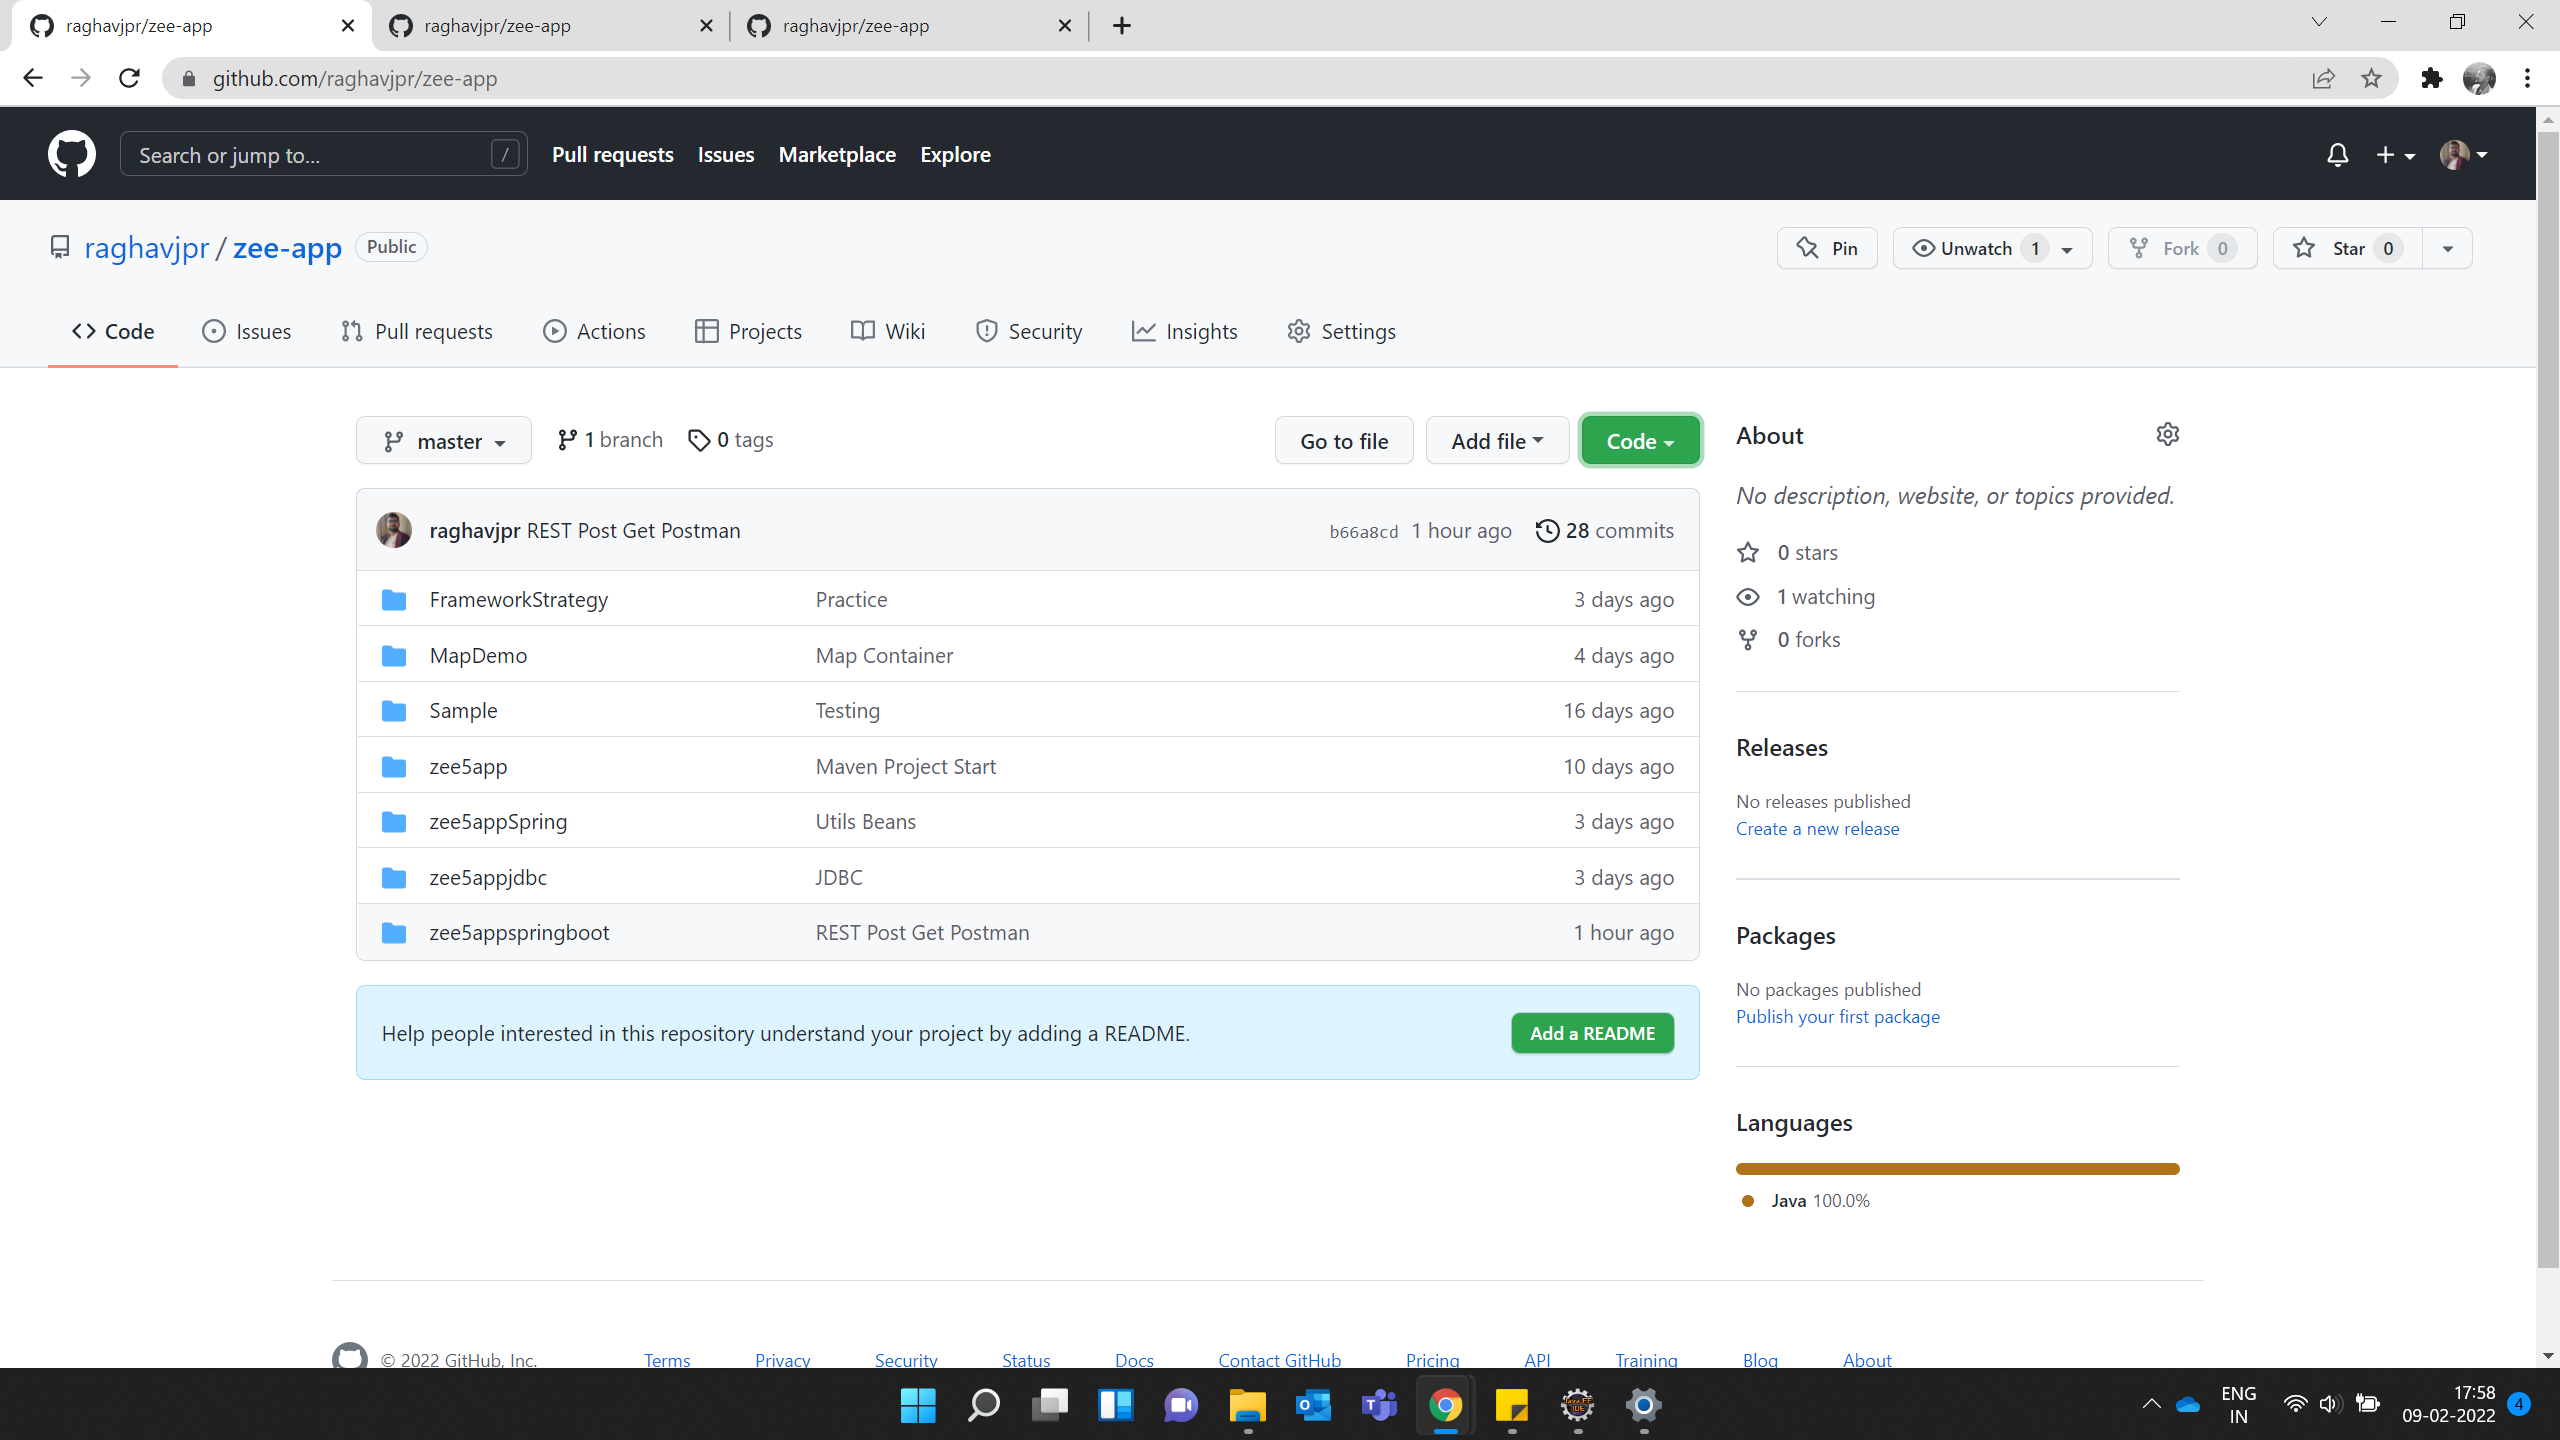 raghavjpr/zee-app raghavjpr/zee-app raghavjpr/zee-app
github.com/raghavjpr/zee-app
Search or jump to... / Pull requests Issues Marketplace Explore
raghavjpr / zee-app Public Pin Unwatch 1 Fork 0 Star 0
Code Issues Pull requests Actions Projects Wiki Security Insights Settings
master 1 branch 0 tags Go to file Add file Code
raghavjpr REST Post Get Postman b66a8cd 1 hour ago 28 commits
FrameworkStrategy Practice 3 days ago
MapDemo Map Container 4 days ago
Sample Testing 16 days ago
zee5app Maven Project Start 10 days ago
zee5appSpring Utils Beans 3 days ago
zee5appjdbc JDBC 3 days ago
zee5appspringboot REST Post Get Postman 1 hour ago
Help people interested in this repository understand your project by adding a README. Add a README
About
No description, website, or topics provided.
0 stars
1 watching
0 forks
Releases
No releases published
Create a new release
Packages
No packages published
Publish your first package
Languages
Java 100.0%
© 2022 GitHub, Inc. Terms Privacy Security Status Docs Contact GitHub Pricing API Training Blog About
ENG
IN
17:58
09-02-2022
4